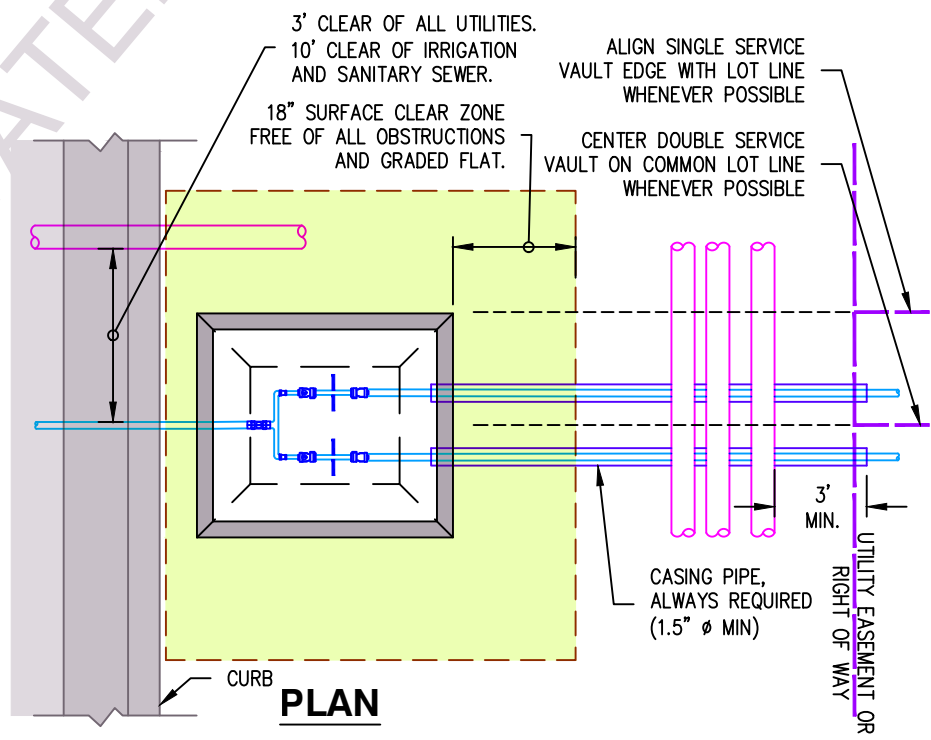 3' CLEAR OF ALL UTILITIES.
10' CLEAR OF IRRIGATION
AND SANITARY SEWER.
18" SURFACE CLEAR ZONE
FREE OF ALL OBSTRUCTIONS
AND GRADED FLAT.
ALIGN SINGLE SERVICE
VAULT EDGE WITH LOT LINE
WHENEVER POSSIBLE
CENTER DOUBLE SERVICE
VAULT ON COMMON LOT LINE
WHENEVER POSSIBLE
3'
MIN.
CASING PIPE,
ALWAYS REQUIRED
(1.5" ø MIN)
UTILITY EASEMENT OR
RIGHT OF WAY
CURB
PLAN